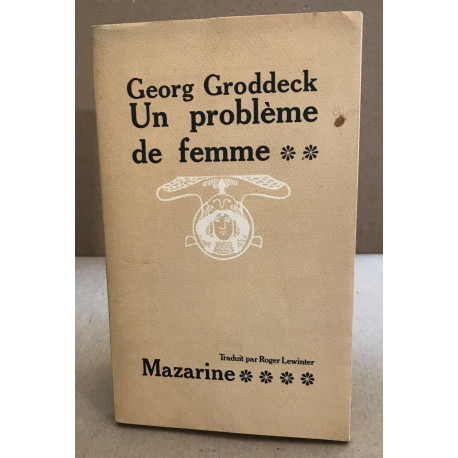 Georg Groddeck
Un problème
de femme **
Traduit par Roger Lewinter
Mazarine ****